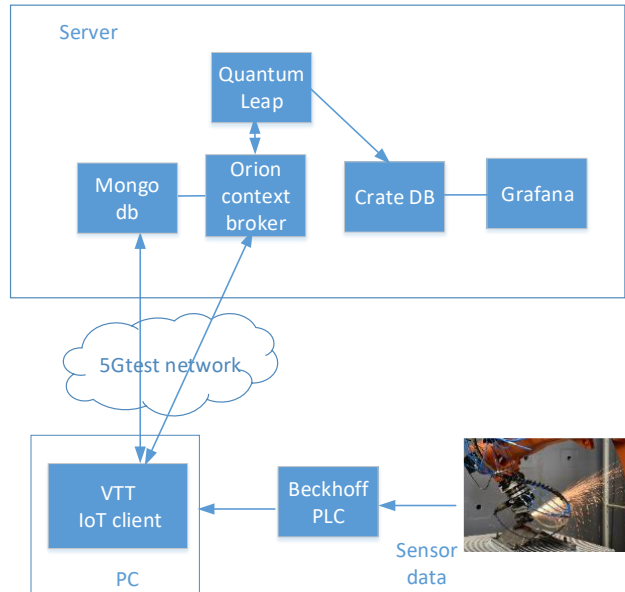 Server
Quantum
Leap
Mongo
db
Orion
context
broker
Crate DB
Grafana
5Gtest network
VTT
IoT client
Beckhoff
PLC
Sensor
data
PC